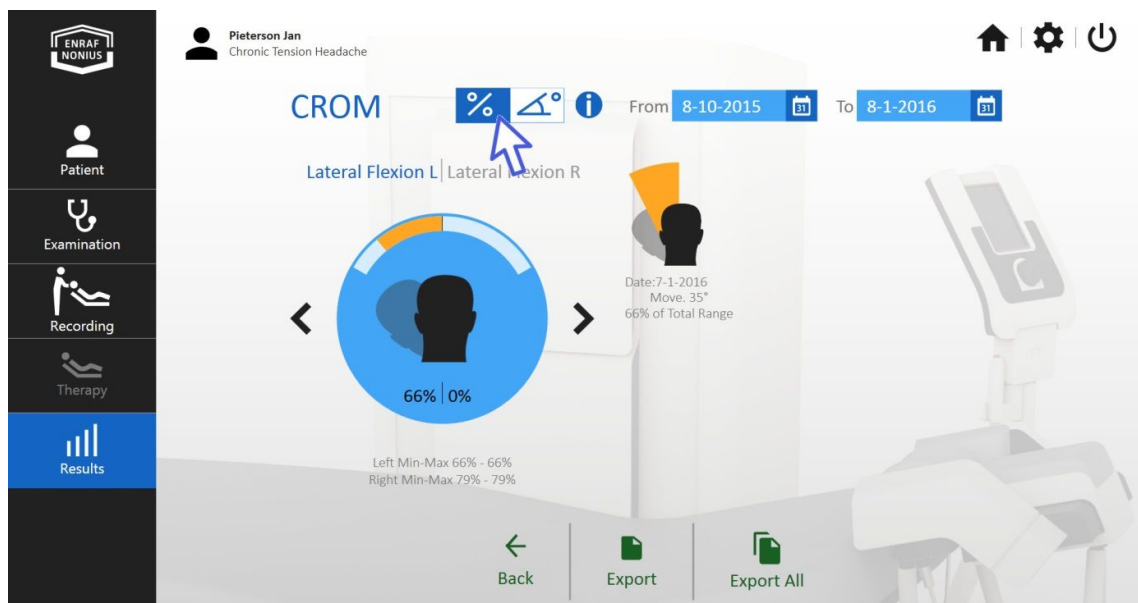 ENRAF
NONIUS
Pieterson Jan
Chronic Tension Headache
CROM
%
From 8-10-2015 31 To 8-1-2016 31
Patient
Lateral Flexion L Lateral Flexion R
Examination
Date:7-1-2016
Move. 35°
66% of Total Range
Recording
Therapy
66% 0%
Results
Left Min-Max 66% - 66%
Right Min-Max 79% - 79%
Back
Export
Export All